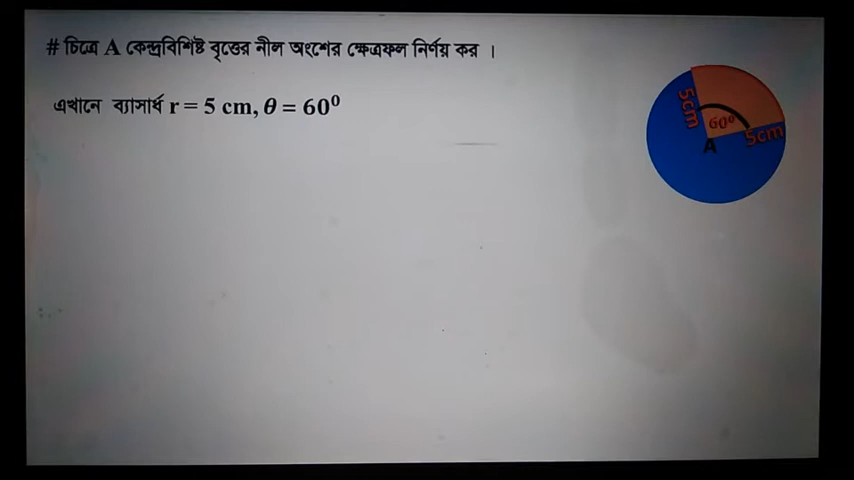 # চিত্রে A কেন্দ্রবিশিষ্ট বৃত্তের নীল অংশের ক্ষেত্রফল নির্ণয় কর ।
এখানে ব্যাসার্ধ r = 5 cm, θ = 60⁰
5cm
60⁰
5cm
A